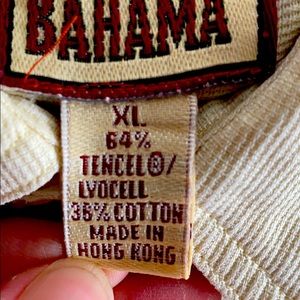 BAHAMA
XL
64%
TENCEL®/
LYOCELL
36% COTTON
MADE IN
HONG KONG